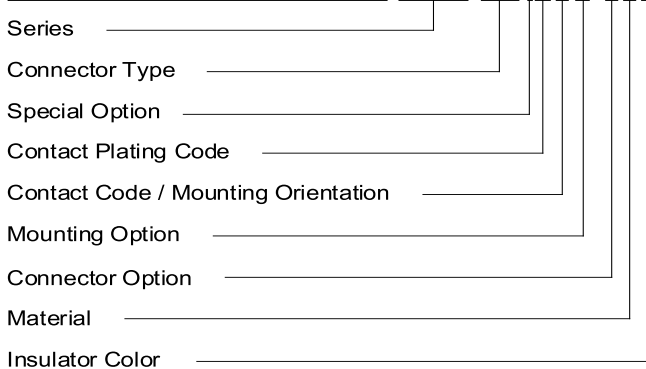 Series
Connector Type
Special Option
Contact Plating Code
Contact Code / Mounting Orientation
Mounting Option
Connector Option
Material
Insulator Color